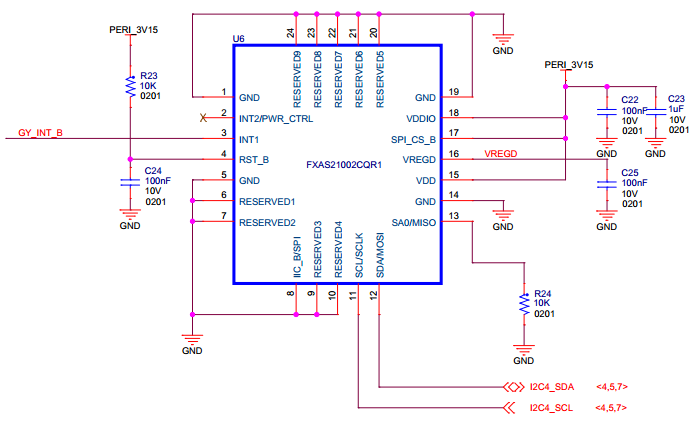 PERI_3V15
R23
10K
0201
GY_INT_B
C24
100nF
10V
0201
GND
GND
U6
24
23
22
21
20
RESERVED9
RESERVED8
RESERVED7
RESERVED6
RESERVED5
1
GND
2
INT2/PWR_CTRL
3
INT1
4
RST_B
5
GND
6
RESERVED1
7
RESERVED2
FXAS21002CQR1
19
GND
18
VDDIO
17
SPI_CS_B
16
VREGD
15
VDD
14
GND
13
SA0/MISO
IIC_B/SPI
RESERVED3
RESERVED4
SCL/SCLK
SDA/MOSI
8
9
10
11
12
GND
PERI_3V15
C22
100nF
10V
0201
C23
1uF
10V
0201
GND
GND
VREGD
C25
100nF
10V
0201
GND
GND
R24
10K
0201
GND
I2C4_SDA <4,5,7>
I2C4_SCL <4,5,7>